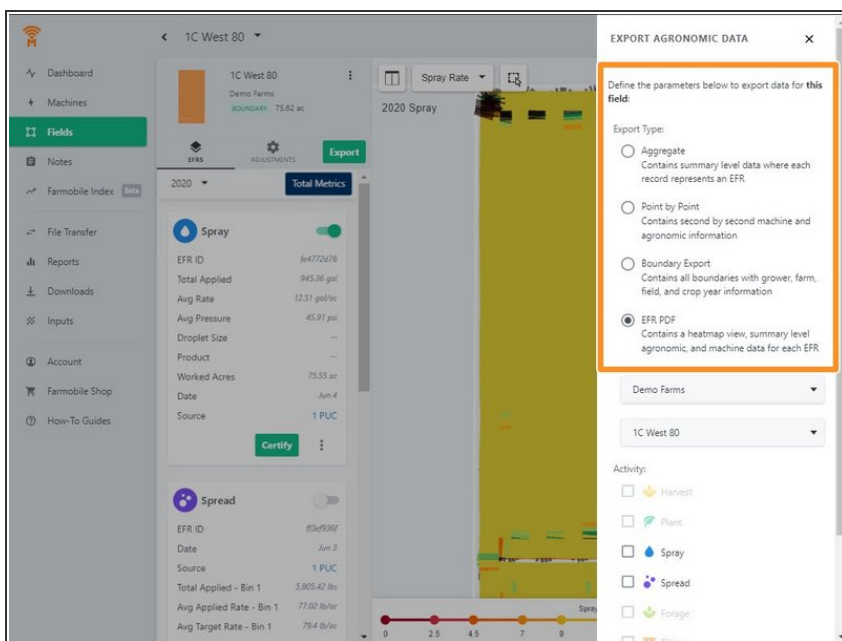 1C West 80
Dashboard
Machines
Fields
Notes
Farmobile Index Beta
File Transfer
Reports
Downloads
Inputs
Account
Farmobile Shop
How-To Guides
1C West 80
Demo Farms
BOUNDARY 75.62 ac
EFRS
ADJUSTMENTS
Export
2020
Total Metrics
Spray
EFR ID fe4772d76
Total Applied 945.36 gal
Avg Rate 12.51 gal/ac
Avg Pressure 45.91 psi
Droplet Size --
Product --
Worked Acres 75.55 ac
Date Jun 4
Source 1 PUC
Certify
Spread
EFR ID
Date Jun 3
Source 1 PUC
Total Applied - Bin 1 5,805.42 lbs
Avg Applied Rate - Bin 1 77.02 lb/ac
Avg Target Rate - Bin 1 79.4 lb/ac
Spray Rate
2020 Spray
Spray
0 2.5 4.5 7 9
EXPORT AGRONOMIC DATA
Define the parameters below to export data for this
field:
Export Type:
Aggregate
Contains summary level data where each
record represents an EFR
Point by Point
Contains second by second machine and
agronomic information
Boundary Export
Contains all boundaries with grower, farm,
field, and crop year information
EFR PDF
Contains a heatmap view, summary level
agronomic, and machine data for each EFR
Demo Farms
1C West 80
Activity:
Harvest
Plant
Spray
Spread
Forage